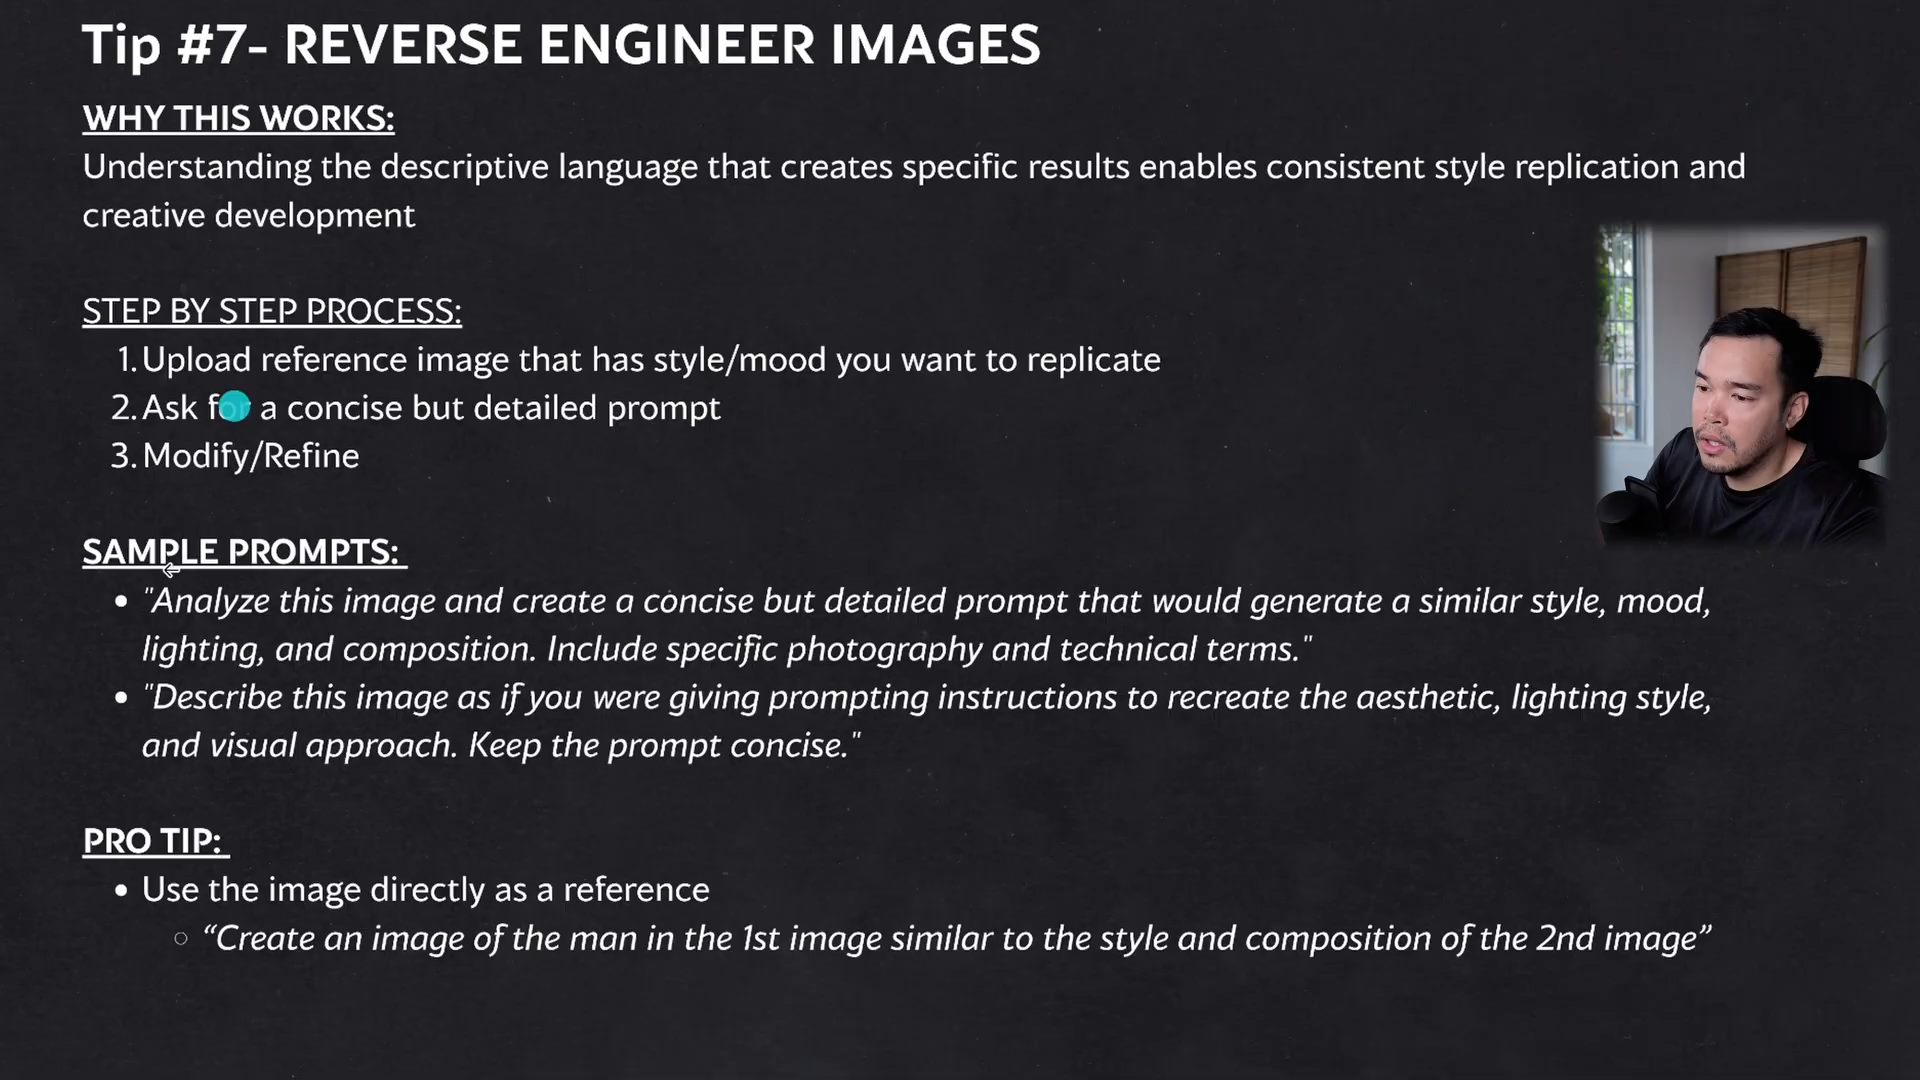 Tip #7- REVERSE ENGINEER IMAGES
WHY THIS WORKS:
Understanding the descriptive language that creates specific results enables consistent style replication and
creative development
STEP BY STEP PROCESS:
1. Upload reference image that has style/mood you want to replicate
2. Ask for a concise but detailed prompt
3. Modify/Refine
SAMPLE PROMPTS:
• "Analyze this image and create a concise but detailed prompt that would generate a similar style, mood,
lighting, and composition. Include specific photography and technical terms."
• "Describe this image as if you were giving prompting instructions to recreate the aesthetic, lighting style,
and visual approach. Keep the prompt concise."
PRO TIP:
• Use the image directly as a reference
○ “Create an image of the man in the 1st image similar to the style and composition of the 2nd image”